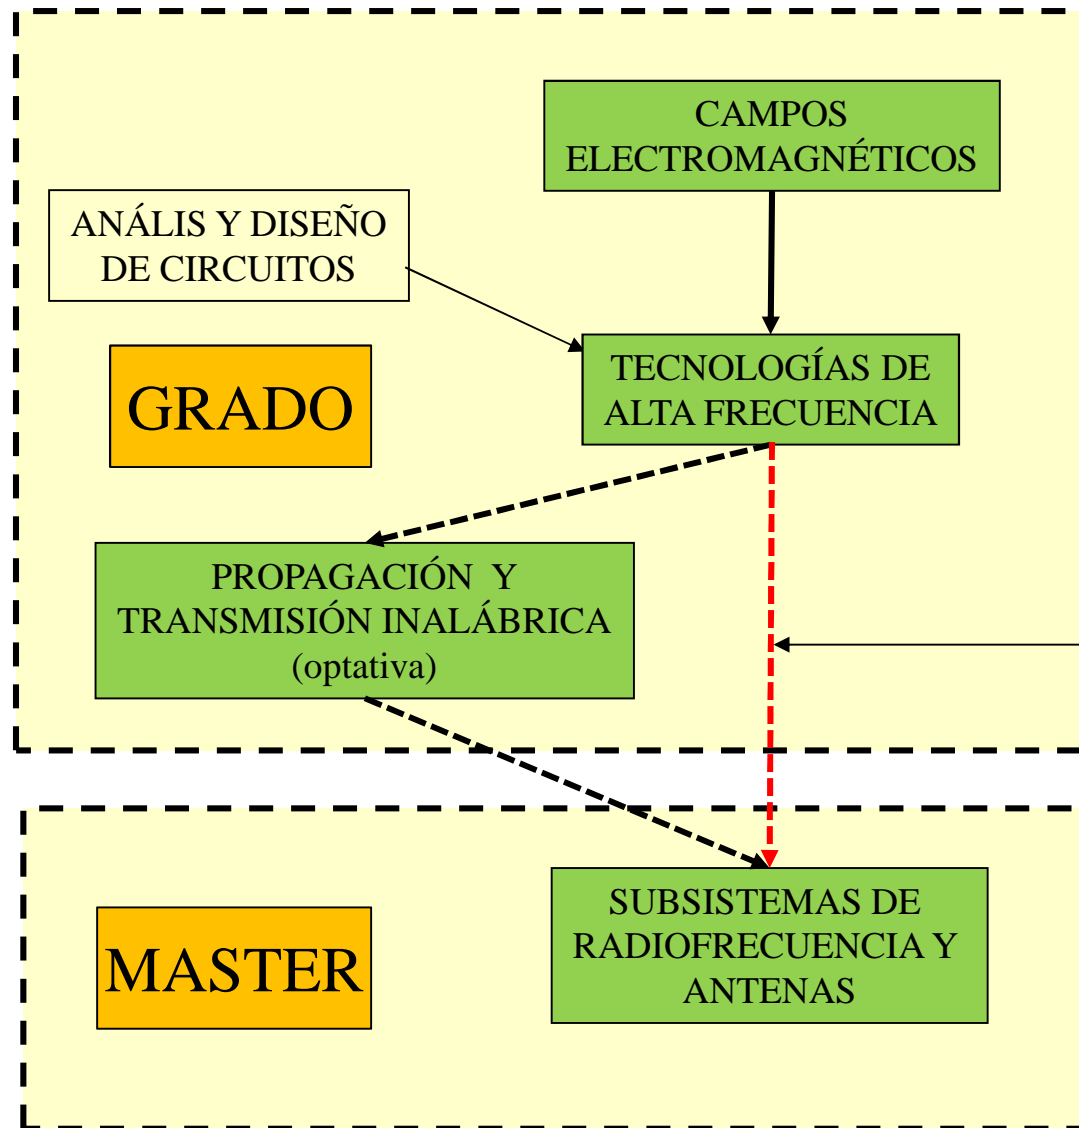 CAMPOS
ELECTROMAGNÉTICOS
ANÁLIS Y DISEÑO
DE CIRCUITOS
TECNOLOGÍAS DE
ALTA FRECUENCIA
GRADO
PROPAGACIÓN Y
TRANSMISIÓN INALÁBRICA
(optativa)
SUBSISTEMAS DE
RADIOFRECUENCIA Y
ANTENAS
MASTER